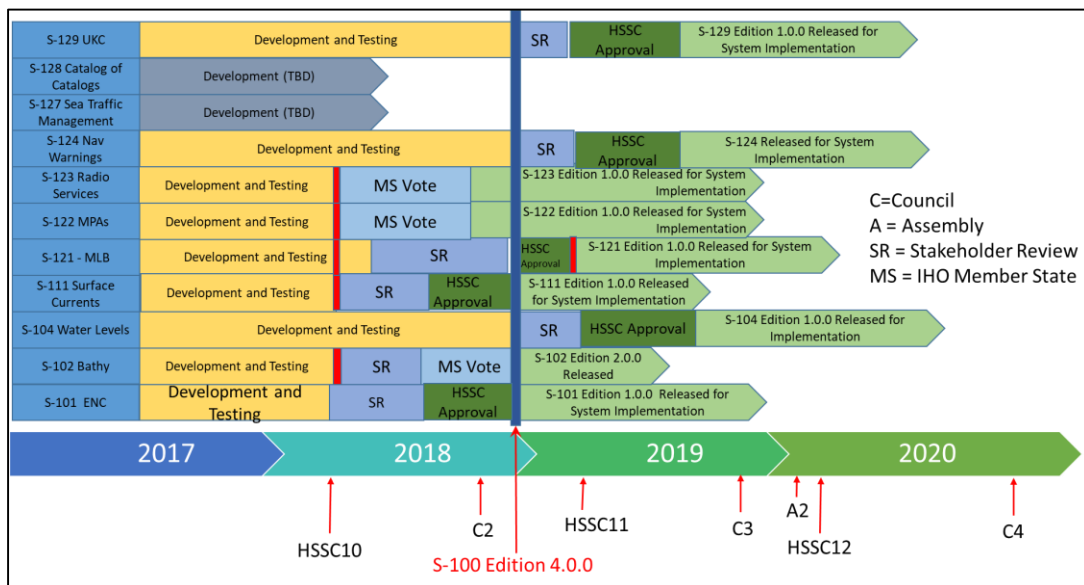 S-129 UKC
Development and Testing
SR
HSSC
Approval
S-129 Edition 1.0.0 Released for
System Implementation
S-128 Catalog of
Catalogs
Development (TBD)
S-127 Sea Traffic
Management
Development (TBD)
S-124 Nav
Warnings
Development and Testing
SR
HSSC
Approval
S-124 Released for System
Implementation
S-123 Radio
Services
Development and Testing
MS Vote
S-123 Edition 1.0.0 Released for System
Implementation
S-122 MPAs
Development and Testing
MS Vote
S-122 Edition 1.0.0 Released for System
Implementation
S-121 - MLB
Development and Testing
SR
HSSC
Approval
S-121 Edition 1.0.0 Released for System
Implementation
S-111 Surface
Currents
Development and Testing
SR
HSSC
Approval
S-111 Edition 1.0.0 Released
for System Implementation
S-104 Water Levels
Development and Testing
SR
HSSC Approval
S-104 Edition 1.0.0 Released for
Implementation
S-102 Bathy
Development and Testing
SR
MS Vote
S-102 Edition 2.0.0
Released
S-101 ENC
Development and
Testing
SR
HSSC
Approval
S-101 Edition 1.0.0 Released for
System Implementation
C=Council
A = Assembly
SR = Stakeholder Review
MS = IHO Member State
2017
2018
2019
2020
HSSC10
C2
S-100 Edition 4.0.0
HSSC11
C3
A2
HSSC12
C4